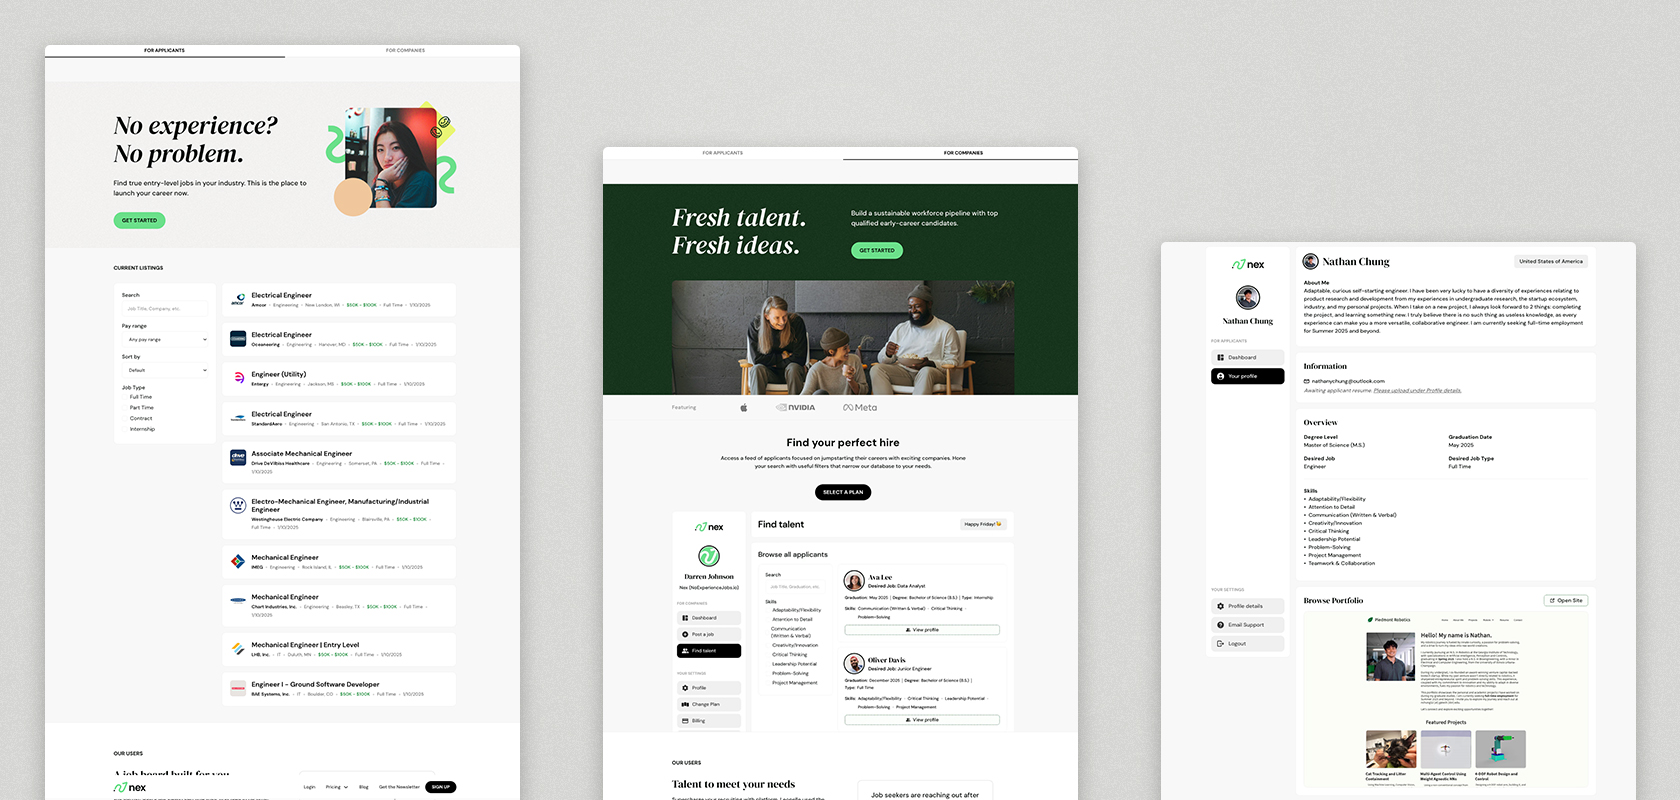 FOR APPLICANTS
FOR COMPANIES
No experience?
No problem.
Find true entry-level jobs in your industry. This is the place to
launch your career now.
GET STARTED
CURRENT LISTINGS
Search
Job Title, Company, etc.
Pay range
Any pay range
Sort by
Default
Job Type
Full Time
Part Time
Contract
Internship
Electrical Engineer
Amcor • Engineering • New London, WI • $50K - $100K • Full Time • 1/10/2025
Electrical Engineer
Oceaneering • Engineering • Hanover, MD • $50K - $100K • Full Time • 1/10/2025
Engineer (Utility)
Entergy • Engineering • Jackson, MS • $50K - $100K • Full Time • 1/10/2025
Electrical Engineer
StandardAero • Engineering • San Antonio, TX • $50K - $100K • Full Time • 1/10/2025
Associate Mechanical Engineer
Drive DeVilbiss Healthcare • Engineering • Somerset, PA • $50K - $100K • Full Time •
1/10/2025
Electro-Mechanical Engineer, Manufacturing/Industrial
Engineer
Westinghouse Electric Company • Engineering • Blairsville, PA • $50K - $100K •
Full Time • 1/10/2025
Mechanical Engineer
IMEG • Engineering • Rock Island, IL • $50K - $100K • Full Time • 1/10/2025
Mechanical Engineer
Chart Industries, Inc. • Engineering • Beasley, TX • $50K - $100K • Full Time •
1/10/2025
Mechanical Engineer | Entry Level
LHB, Inc. • IT • Duluth, MN • $50K - $100K • Full Time • 1/10/2025
Engineer I - Ground Software Developer
BAE Systems, Inc. • IT • Boulder, CO • $50K - $100K • Full Time • 1/10/2025
OUR USERS
A job board built for you
nex
Login
Pricing
Blog
Get the Newsletter
SIGN UP
FOR APPLICANTS
FOR COMPANIES
Fresh talent.
Fresh ideas.
Build a sustainable workforce pipeline with top
qualified early-career candidates.
GET STARTED
Featuring
NVIDIA
Meta
Find your perfect hire
Access a feed of applicants focused on jumpstarting their careers with exciting companies. Hone
your search with useful filters that narrow our database to your needs.
SELECT A PLAN
nex
Darren Johnson
Nex (NoExperienceJobs.io)
FOR COMPANIES
Dashboard
Post a job
Find talent
YOUR SETTINGS
Profile
Change Plan
Billing
Find talent
Happy Friday!
Browse all applicants
Search
Job Title, Graduation, etc.
Skills
Adaptability/Flexibility
Attention to Detail
Communication
(Written & Verbal)
Creativity/Innovation
Critical Thinking
Leadership Potential
Problem-Solving
Project Management
Ava Lee
Desired Job: Data Analyst
Graduation: May 2025 | Degree: Bachelor of Science (B.S.) | Type: Internship
Skills: Communication (Written & Verbal) • Critical Thinking •
Problem-Solving
View profile
Oliver Davis
Desired Job: Junior Engineer
Graduation: December 2025 | Degree: Bachelor of Science (B.S.) |
Type: Full Time
Skills: Adaptability/Flexibility • Critical Thinking • Leadership Potential •
Problem-Solving • Project Management
View profile
OUR USERS
Talent to meet your needs
Job seekers are reaching out after
nex
Nathan Chung
FOR APPLICANTS
Dashboard
Your profile
YOUR SETTINGS
Profile details
Email Support
Logout
Nathan Chung
United States of America
About Me
Adaptable, curious self-starting engineer. I have been very lucky to have a diversity of experiences relating to
product research and development from my experiences in undergraduate research, the startup ecosystem,
industry, and my personal projects. When I take on a new project, I always look forward to 2 things: completing
the project, and learning something new. I truly believe there is no such thing as useless knowledge, as every
experience can make you a more versatile, collaborative engineer. I am currently seeking full-time employment
for Summer 2025 and beyond.
Information
nathanychung@outlook.com
Awaiting applicant resume. Please upload under Profile details.
Overview
Degree Level
Master of Science (M.S.)
Graduation Date
May 2025
Desired Job
Engineer
Desired Job Type
Full Time
Skills
• Adaptability/Flexibility
• Attention to Detail
• Communication (Written & Verbal)
• Creativity/Innovation
• Critical Thinking
• Leadership Potential
• Problem-Solving
• Project Management
• Teamwork & Collaboration
Browse Portfolio
Open Site
Piedmont Robotics
Hello! My name is Nathan.
Featured Projects
Cat Tracking and Litter
Containment
Multi-Agent Control Using
Weight Agnostic NNs
6-DOF Robot Design and
Control